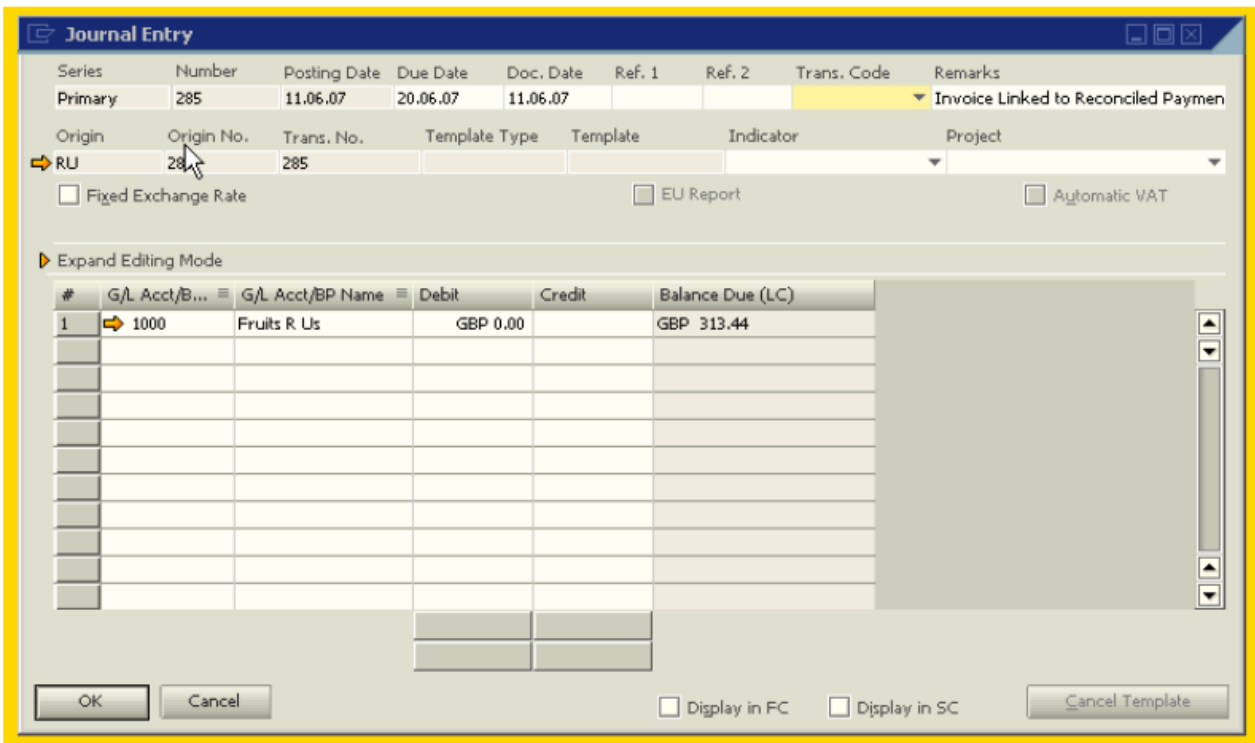 Journal Entry
Series Number Posting Date Due Date Doc. Date Ref. 1 Ref. 2 Trans. Code Remarks
Primary 285 11.06.07 20.06.07 11.06.07 Invoice Linked to Reconciled Paymen
Origin Origin No. Trans. No. Template Type Template Indicator Project
RU 285
Fixed Exchange Rate EU Report Automatic VAT
Expand Editing Mode
# G/L Acct/B... G/L Acct/BP Name Debit Credit Balance Due (LC)
1 1000 Fruits R Us GBP 0.00 GBP 313.44
OK Cancel Display in FC Display in SC Cancel Template